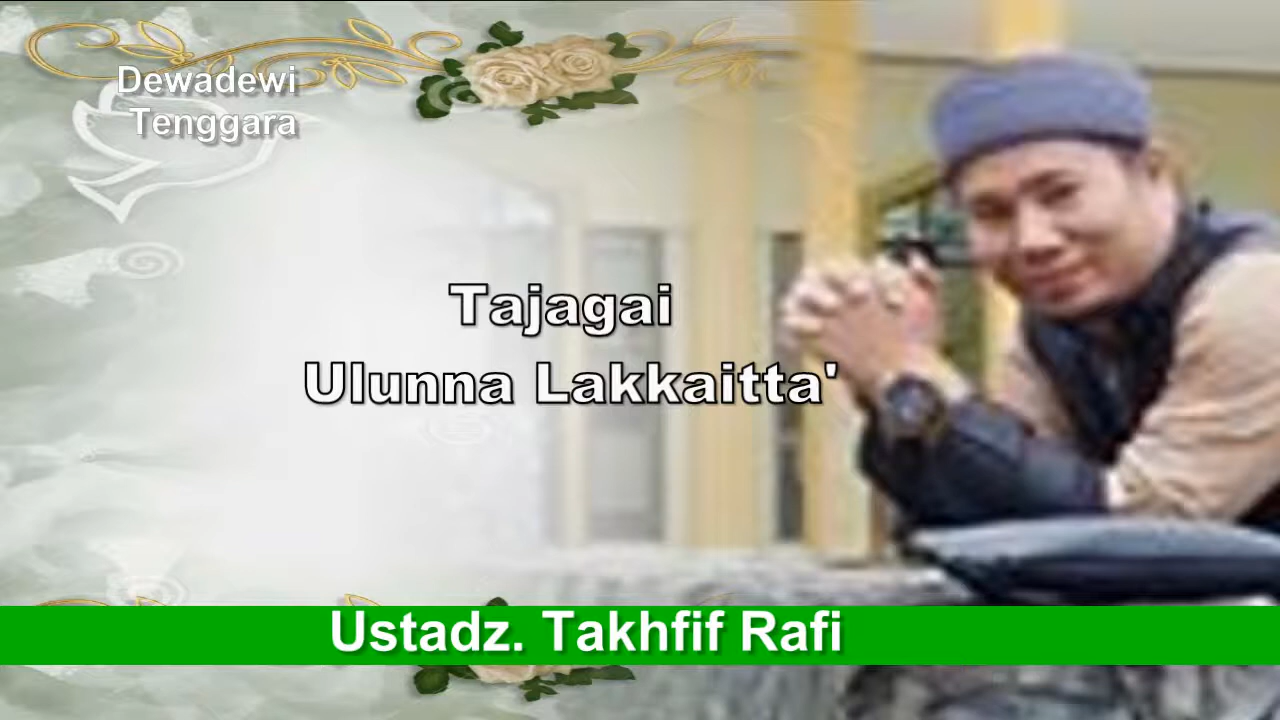 Dewadewi
Tenggara
Tajagai
Ulunna Lakkaitta'
Ustadz. Takhfif Rafi